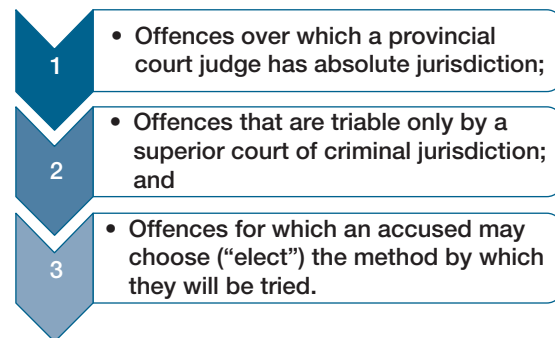 1
• Offences over which a provincial
court judge has absolute jurisdiction;
2
• Offences that are triable only by a
superior court of criminal jurisdiction;
and
3
• Offences for which an accused may
choose (“elect”) the method by which
they will be tried.